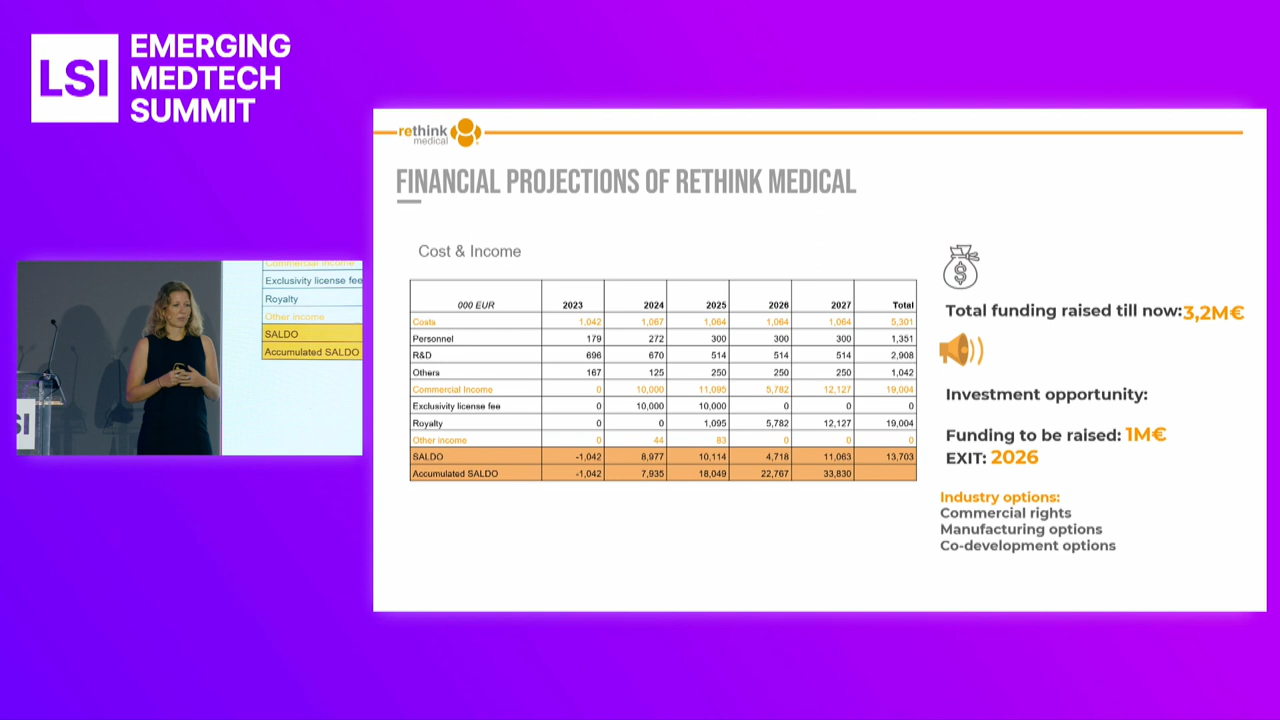 LSI
EMERGING
MEDTECH
SUMMIT
rethink
medical
FINANCIAL PROJECTIONS OF RETHINK MEDICAL
Cost & Income
000 EUR 2023 2024 2025 2026 2027 Total
Costs 1,042 1,067 1,064 1,064 1,064 5,301
Personnel 179 272 300 300 300 1,351
R&D 696 670 514 514 514 2,908
Others 167 125 250 250 250 1,042
Commercial Income 0 10,000 11,095 5,782 12,127 19,004
Exclusivity license fee 0 10,000 10,000 0 0 0
Royalty 0 0 1,095 5,782 12,127 19,004
Other income 0 44 83 0 0 0
SALDO -1,042 8,977 10,114 4,718 11,063 13,703
Accumulated SALDO -1,042 7,935 18,049 22,767 33,830
$
Total funding raised till now: 3,2M€
Investment opportunity:
Funding to be raised: 1M€
EXIT: 2026
Industry options:
Commercial rights
Manufacturing options
Co-development options
Commercial Income
Exclusivity license fee
Royalty
Other income
SALDO
Accumulated SALDO
SI